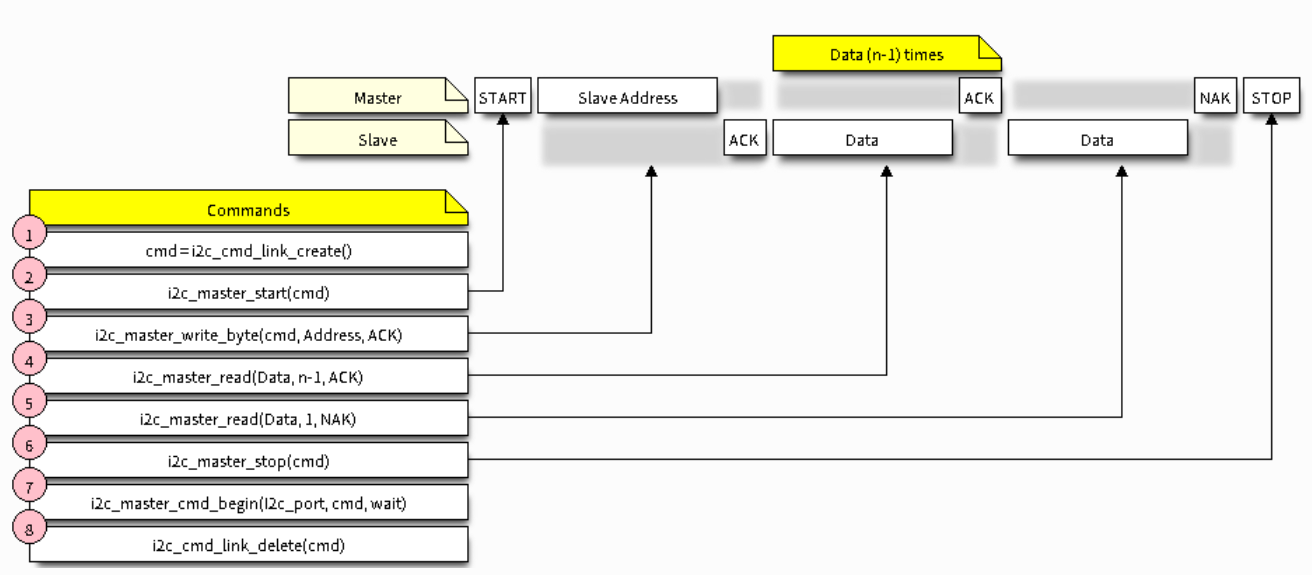 Data (n-1) times
Master START Slave Address ACK NAK STOP
Slave ACK Data Data
Commands
1 cmd = i2c_cmd_link_create()
2 i2c_master_start(cmd)
3 i2c_master_write_byte(cmd, Address, ACK)
4 i2c_master_read(Data, n-1, ACK)
5 i2c_master_read(Data, 1, NAK)
6 i2c_master_stop(cmd)
7 i2c_master_cmd_begin(I2c_port, cmd, wait)
8 i2c_cmd_link_delete(cmd)